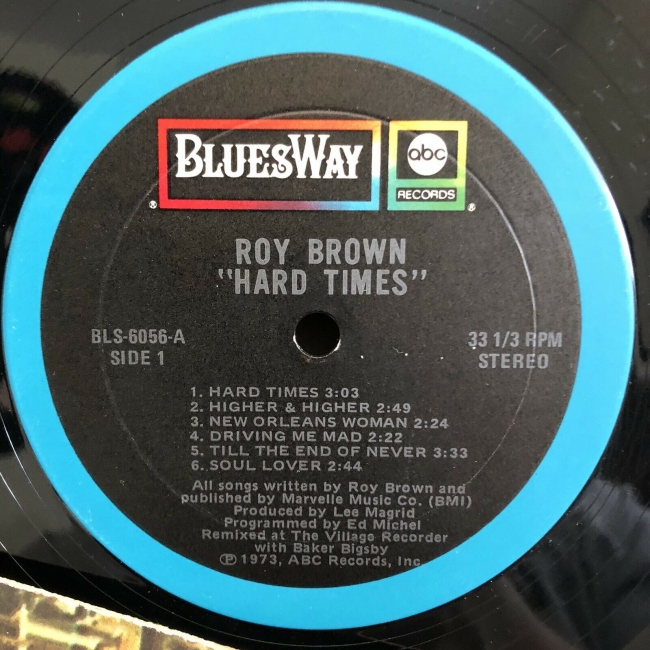 BLUESWAY
abc
RECORDS
® ®
ROY BROWN
"HARD TIMES"
BLS-6056-A
SIDE 1
33 1/3 RPM
STEREO
1. HARD TIMES 3:03
2. HIGHER & HIGHER 2:49
3. NEW ORLEANS WOMAN 2:24
4. DRIVING ME MAD 2:22
5. TILL THE END OF NEVER 3:33
6. SOUL LOVER 2:44
All songs written by Roy Brown and
published by Marvelle Music Co. (BMI)
Produced by Lee Magrid
Programmed by Ed Michel
Remixed at The Village Recorder
with Baker Bigsby
℗ 1973, ABC Records, Inc.